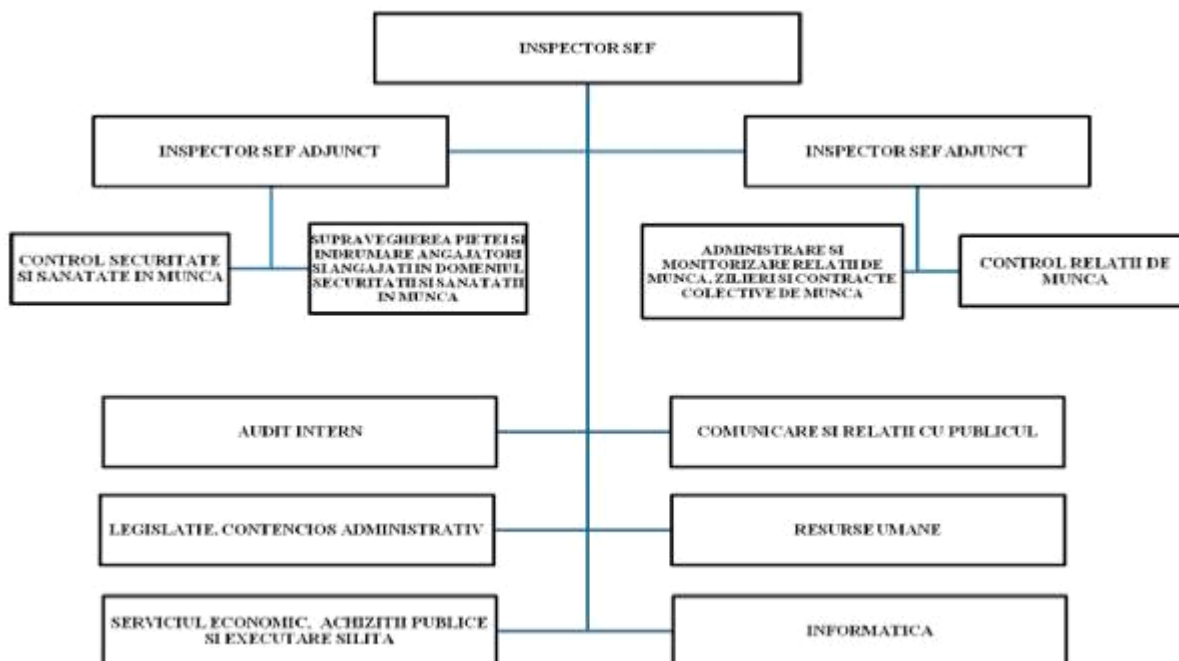 INSPECTOR SEF
INSPECTOR SEF ADJUNCT
INSPECTOR SEF ADJUNCT
CONTROL SECURITATE
SI SANATATE IN MUNCA
SUPRAVEGHEREA PIETEI SI
INDRUMARE ANGAJATORI
SI ANGAJATI IN DOMENIUL
SECURITATII SI SANATATII
IN MUNCA
ADMINISTRARE SI
MONITORIZARE RELATII DE
MUNCA, ZILIERI SI CONTRACTE
COLECTIVE DE MUNCA
CONTROL RELATII DE
MUNCA
AUDIT INTERN
COMUNICARE SI RELATII CU PUBLICUL
LEGISLATIE, CONTENCIOS ADMINISTRATIV
RESURSE UMANE
SERVICIUL ECONOMIC, ACHIZITII PUBLICE
SI EXECUTARE SILITA
INFORMATICA